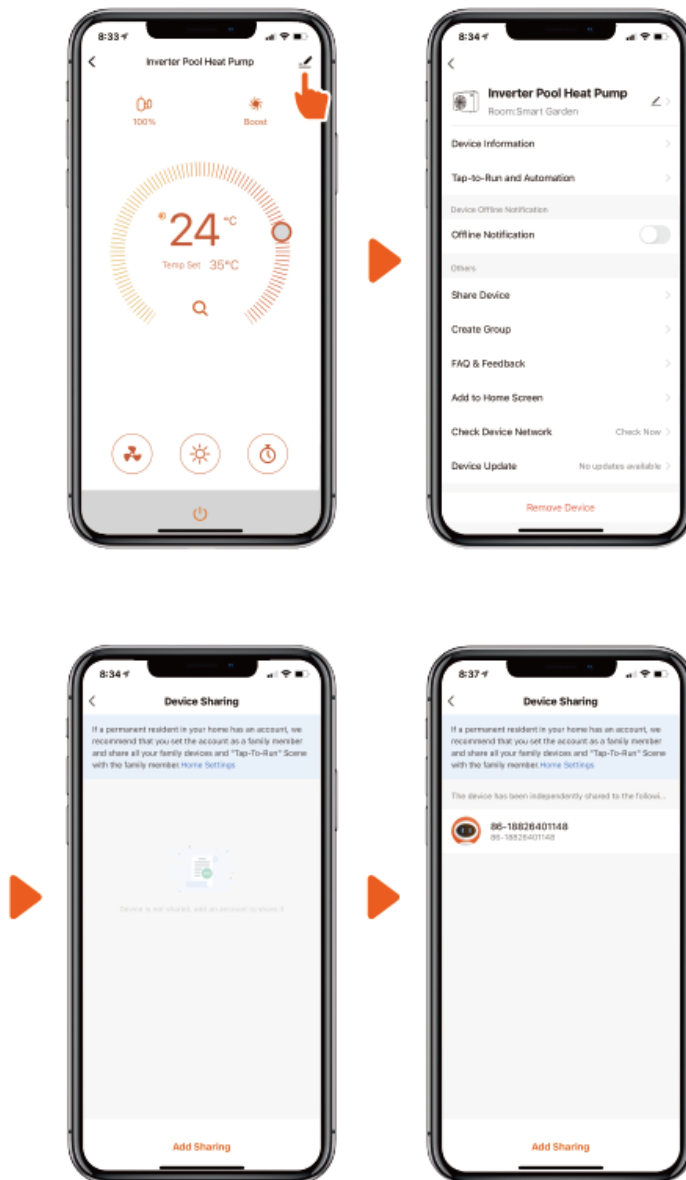 8:33
Inverter Pool Heat Pump
100%
Boost
24 °C
Temp Set 35°C
8:34
Inverter Pool Heat Pump
Room:Smart Garden
Device Information
Tap-to-Run and Automation
Device Offline Notification
Offline Notification
Others
Share Device
Create Group
FAQ & Feedback
Add to Home Screen
Check Device Network Check Now
Device Update No updates available
Remove Device
8:34
Device Sharing
If a permanent resident in your home has an account, we
recommend that you set the account as a family member
and share all your family devices and "Tap-To-Run" Scene
with the family member.Home Settings
Device is not shared, add an account to share it
Add Sharing
8:37
Device Sharing
If a permanent resident in your home has an account, we
recommend that you set the account as a family member
and share all your family devices and "Tap-To-Run" Scene
with the family member.Home Settings
The device has been independently shared to the followi...
86-18826401148
86-18826401148
Add Sharing